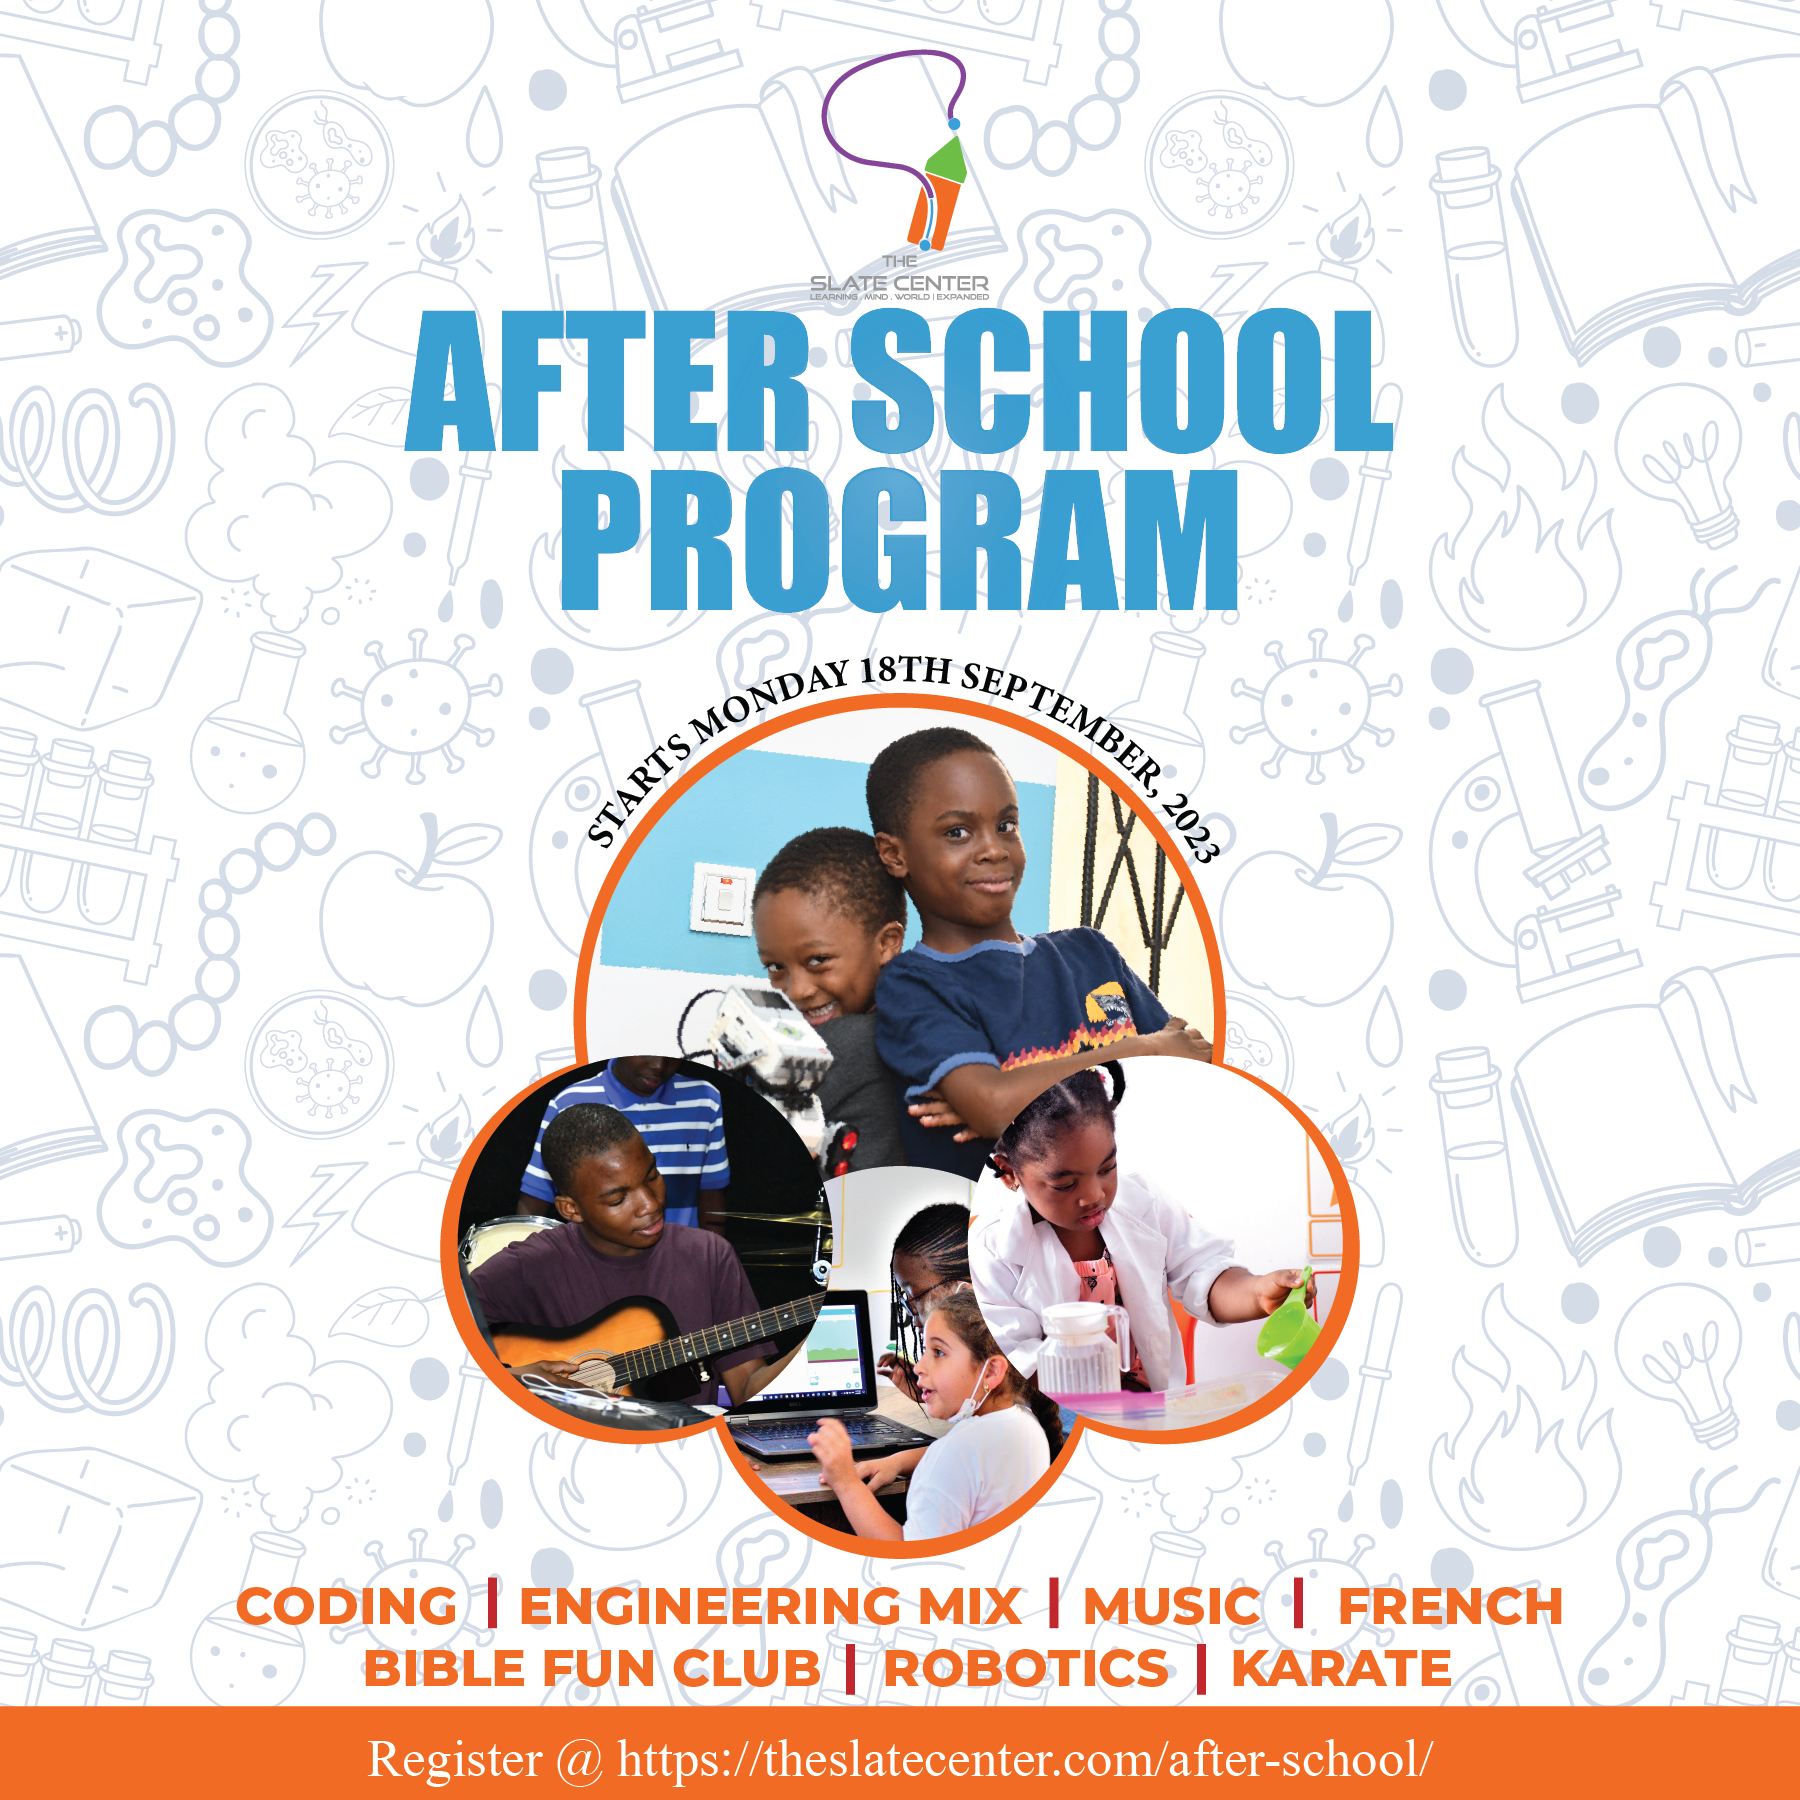 THE
SLATE CENTER
LEARNING . MIND . WORLD | EXPANDED
AFTER SCHOOL
PROGRAM
STARTS MONDAY 18TH SEPTEMBER, 2023
CODING | ENGINEERING MIX | MUSIC | FRENCH
BIBLE FUN CLUB | ROBOTICS | KARATE
Register @ https://theslatecenter.com/after-school/